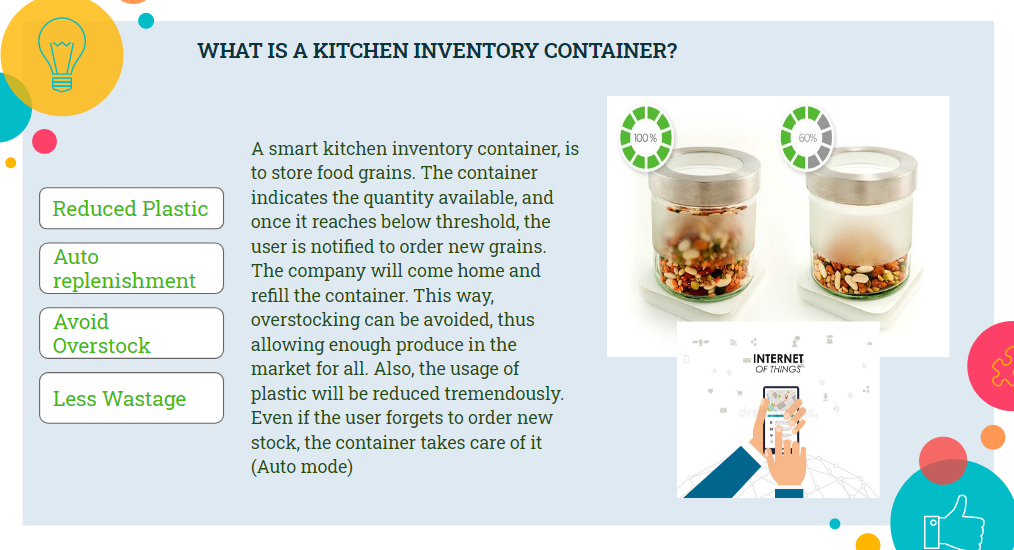 WHAT IS A KITCHEN INVENTORY CONTAINER?
Reduced Plastic
Auto
replenishment
Avoid
Overstock
Less Wastage
A smart kitchen inventory container, is
to store food grains. The container
indicates the quantity available, and
once it reaches below threshold, the
user is notified to order new grains.
The company will come home and
refill the container. This way,
overstocking can be avoided, thus
allowing enough produce in the
market for all. Also, the usage of
plastic will be reduced tremendously.
Even if the user forgets to order new
stock, the container takes care of it
(Auto mode)
100 %
60%
INTERNET
OF THINGS